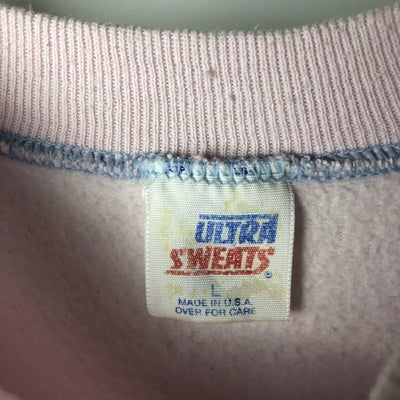 ULTRA
SWEATS®
L
MADE IN U.S.A.
OVER FOR CARE